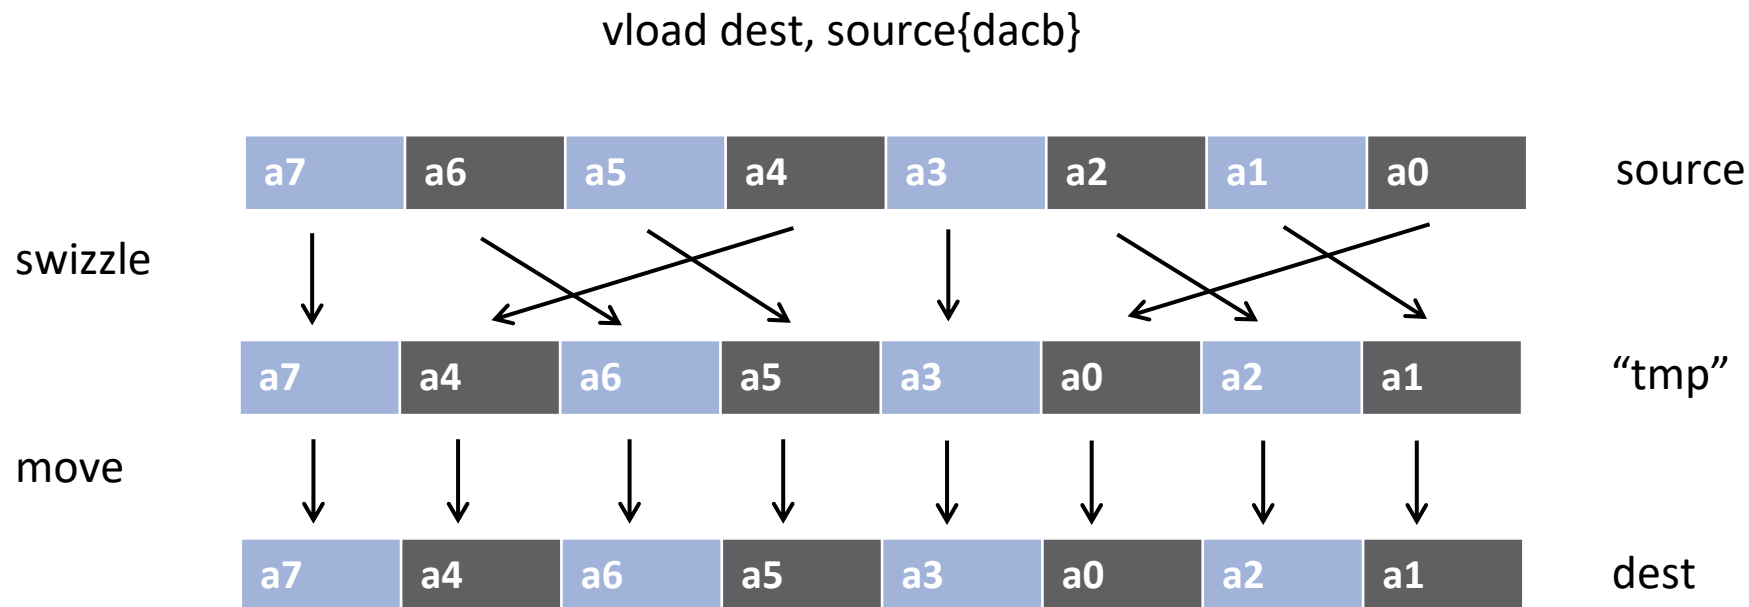 vload dest, source{dacb}
a7 a6 a5 a4 a3 a2 a1 a0 source
swizzle
a7 a4 a6 a5 a3 a0 a2 a1 “tmp”
move
a7 a4 a6 a5 a3 a0 a2 a1 dest